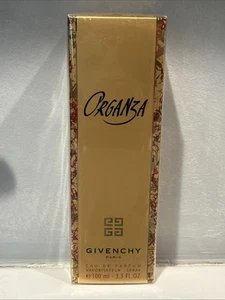 ORGANZA
GIVENCHY
PARIS
EAU DE PARFUM
VAPORISATEUR SPRAY
e 100 ml - 3.3 FL.OZ